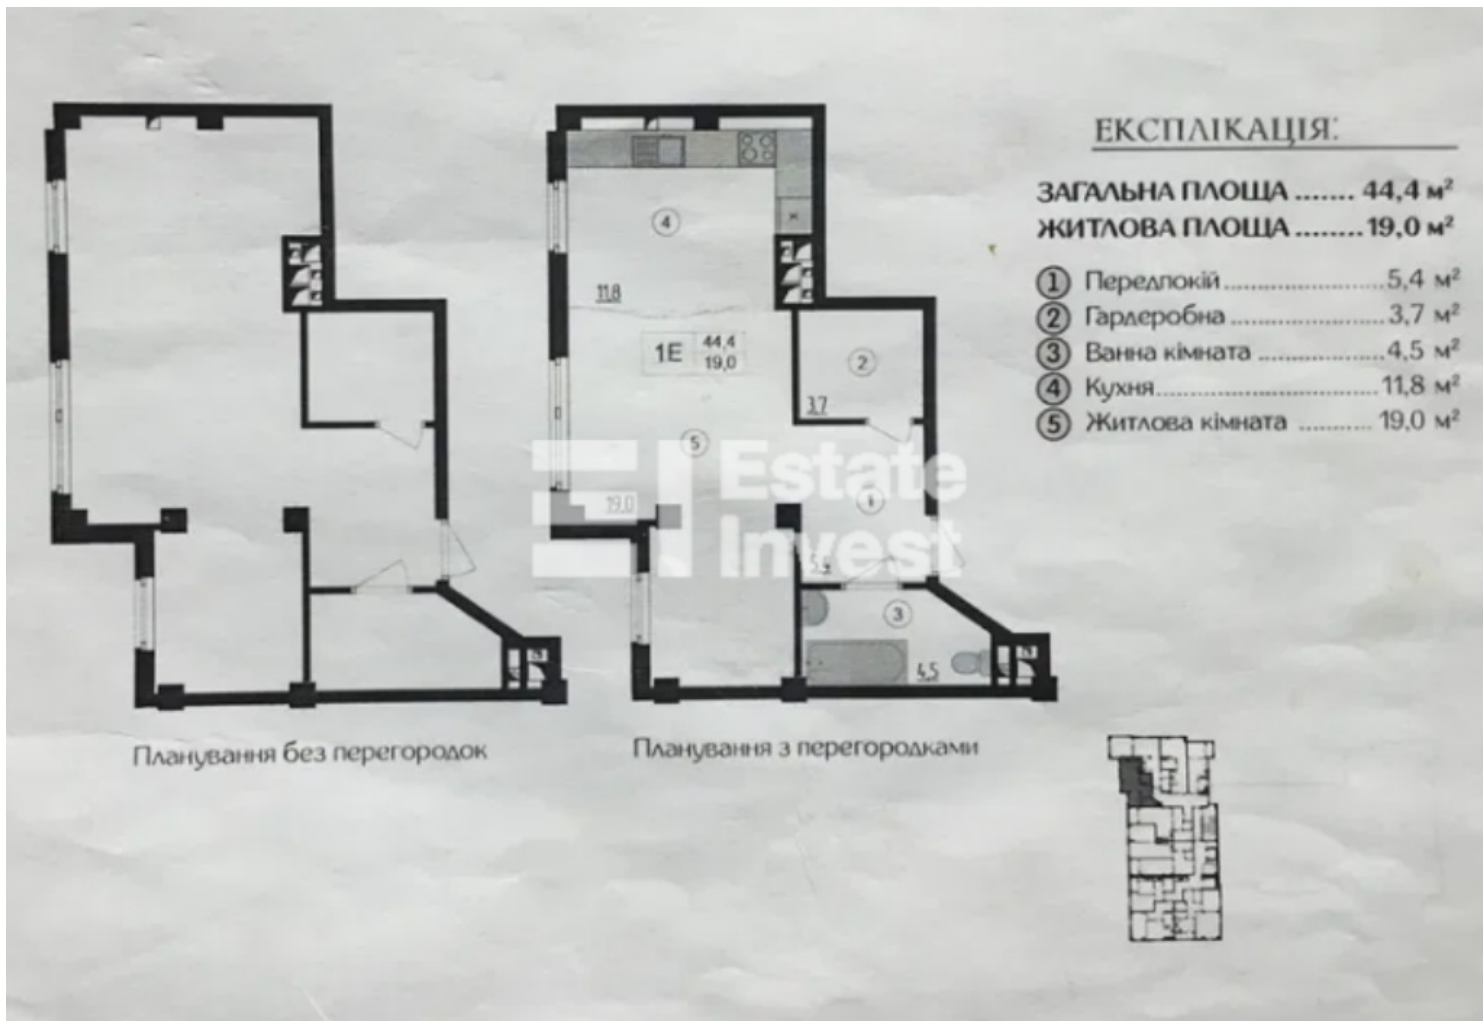 ЕКСПЛІКАЦІЯ:
ЗАГАЛЬНА ПЛОЩА ....... 44,4 м²
ЖИТЛОВА ПЛОЩА ........ 19,0 м²
1 Передпокій ........................ 5,4 м²
2 Гардеробна ........................ 3,7 м²
3 Ванна кімната ................... 4,5 м²
4 Кухня ................................. 11,8 м²
5 Житлова кімната ........... 19,0 м²
4
11,8
1Е 44,4
19,0
2
3,7
5
19,0
1
5,4
3
4,5
Estate
Invest
Планування без перегородок
Планування з перегородками